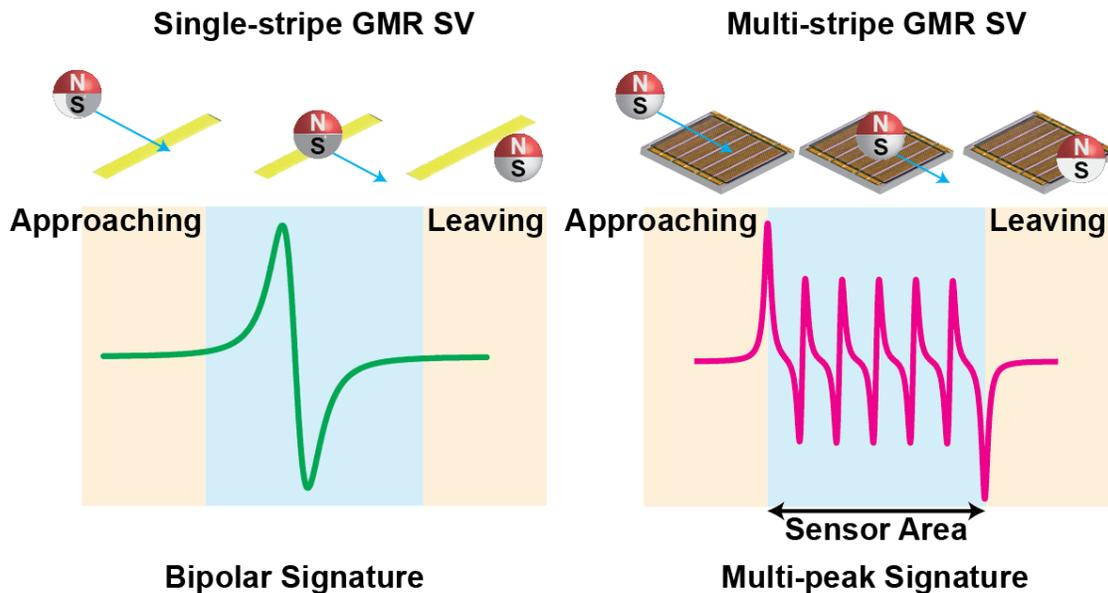 Single-stripe GMR SV
Multi-stripe GMR SV
N
S
N
S
N
S
N
S
N
S
N
S
Approaching
Leaving
Approaching
Leaving
Sensor Area
Bipolar Signature
Multi-peak Signature